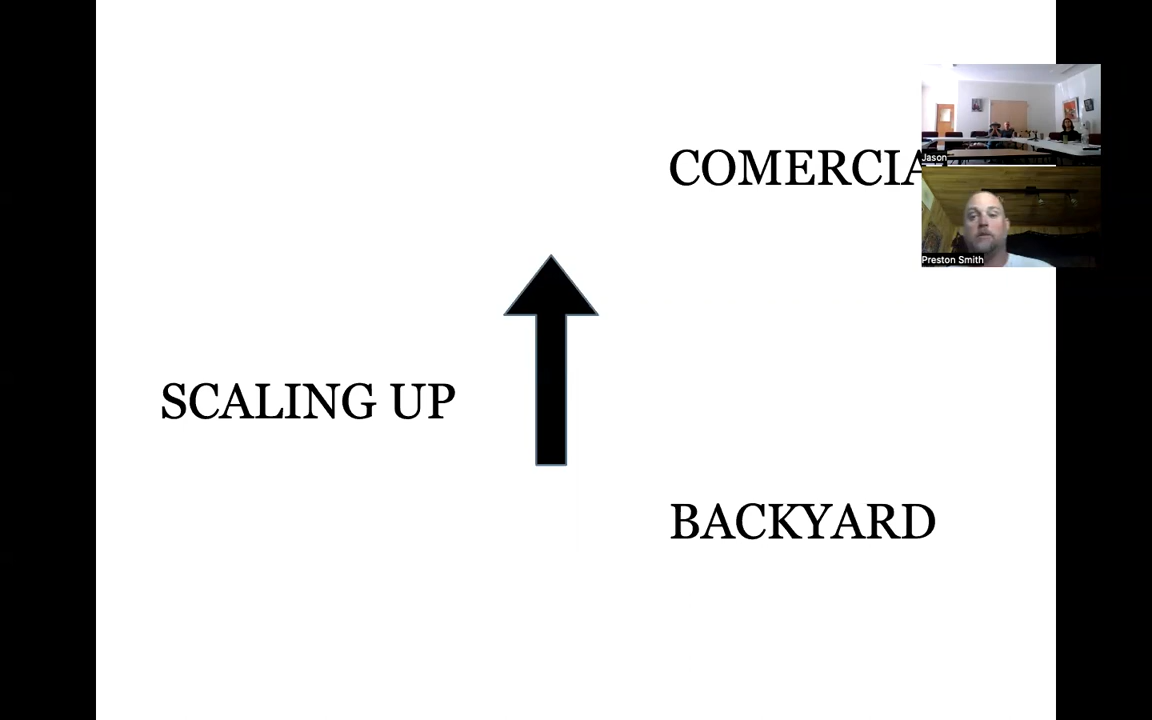 COMERCIA
Jason
Preston Smith
SCALING UP
BACKYARD